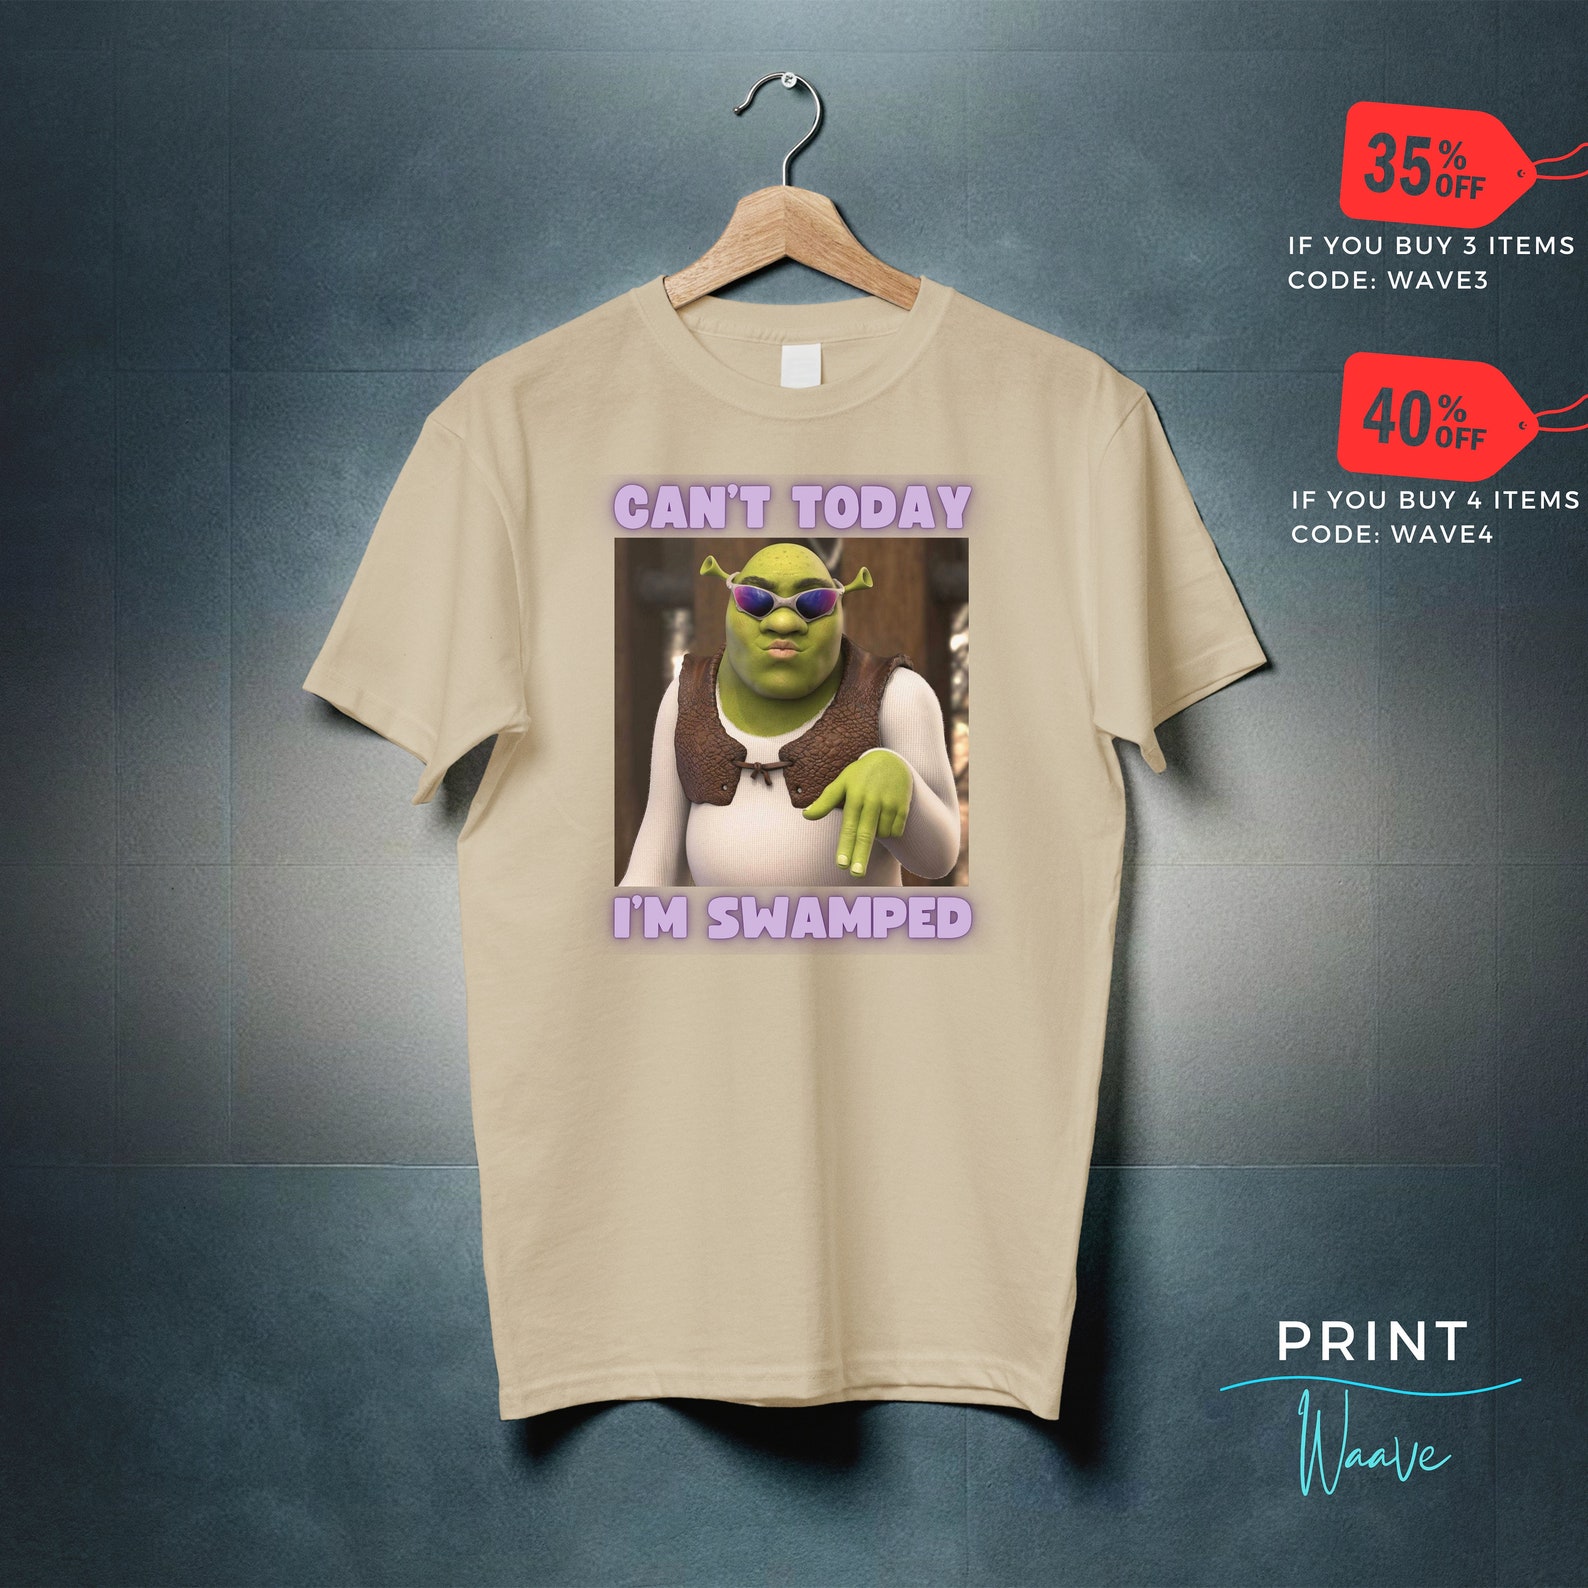 CAN'T TODAY
I'M SWAMPED
35% OFF
IF YOU BUY 3 ITEMS
CODE: WAVE3
40% OFF
IF YOU BUY 4 ITEMS
CODE: WAVE4
PRINT
Waave